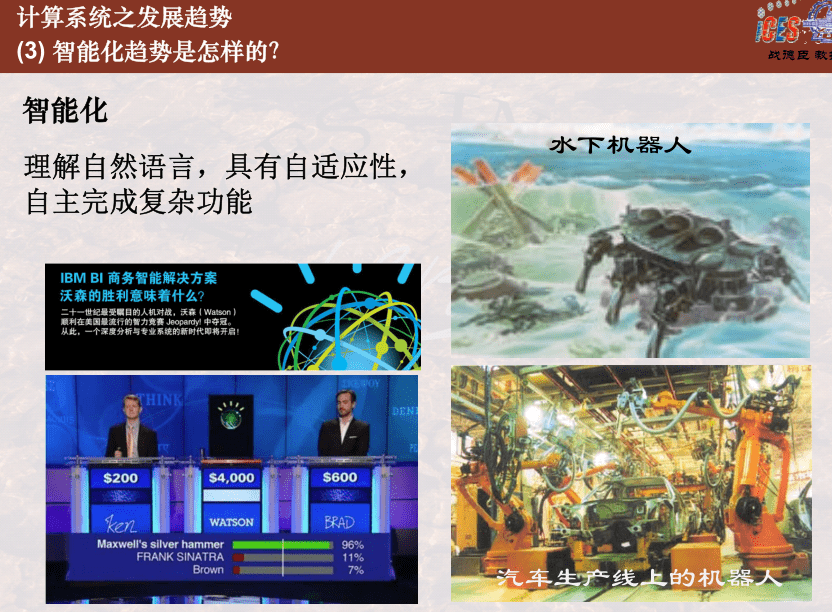 计算系统之发展趋势
(3) 智能化趋势是怎样的?
ICES
战德臣 教
智能化
理解自然语言，具有自适应性，
自主完成复杂功能
水下机器人
IBM BI 商务智能解决方案
沃森的胜利意味着什么?
二十一世纪最受瞩目的人机对战，沃森（Watson）
顺利在美国最流行的智力竞赛 Jeopardy! 中夺冠。
从此，一个深度分析与专业系统的新时代即将开启!
THINK
$200
$4,000
$600
Ken
WATSON
BRAD
Maxwell's silver hammer 96%
FRANK SINATRA 11%
Brown 7%
汽车生产线上的机器人